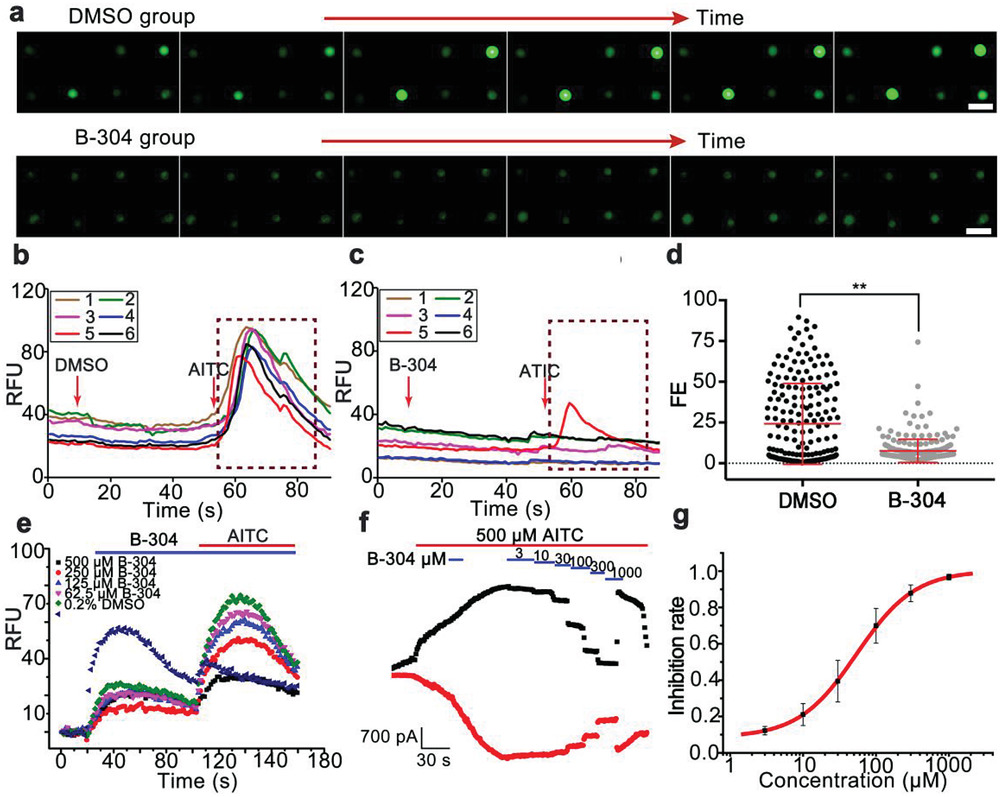 a
DMSO group
Time
B-304 group
Time
b
RFU
120
80
40
0
1 2
3 4
5 6
DMSO
AITC
0 20 40 60 80
Time (s)
c
RFU
120
80
40
0
1 2
3 4
5 6
B-304
ATIC
0 20 40 60 80
Time (s)
d
FE
100
75
50
25
0
**
DMSO B-304
e
B-304 AITC
RFU
100
70
40
10
500 μM B-304
250 μM B-304
125 μM B-304
62.5 μM B-304
0.2% DMSO
0 40 80 120 160 180
Time (s)
f
500 μM AITC
B-304 μM
3 10 30 100 300 1000
700 pA
30 s
g
Inhibition rate
1.0
0.8
0.6
0.4
0.2
0.0
1 10 100 1000
Concentration (μM)